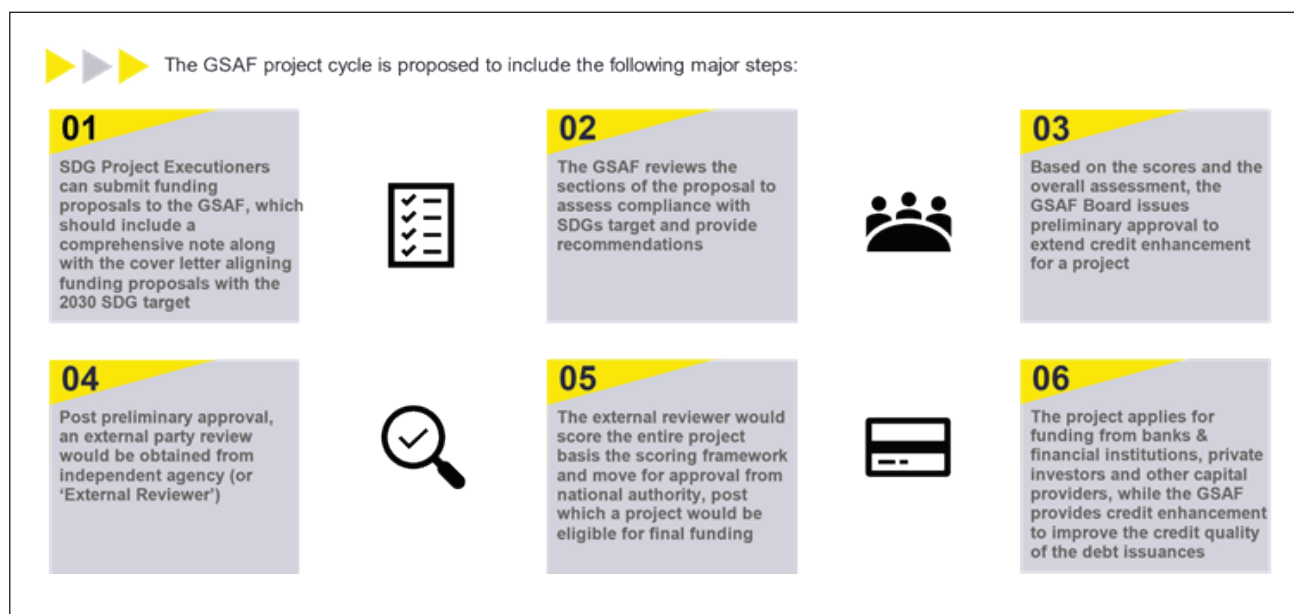 The GSAF project cycle is proposed to include the following major steps:
01
SDG Project Executioners
can submit funding
proposals to the GSAF, which
should include a
comprehensive note along
with the cover letter aligning
funding proposals with the
2030 SDG target
02
The GSAF reviews the
sections of the proposal to
assess compliance with
SDGs target and provide
recommendations
03
Based on the scores and the
overall assessment, the
GSAF Board issues
preliminary approval to
extend credit enhancement
for a project
04
Post preliminary approval,
an external party review
would be obtained from
independent agency (or
‘External Reviewer’)
05
The external reviewer would
score the entire project
basis the scoring framework
and move for approval from
national authority, post
which a project would be
eligible for final funding
06
The project applies for
funding from banks &
financial institutions, private
investors and other capital
providers, while the GSAF
provides credit enhancement
to improve the credit quality
of the debt issuances